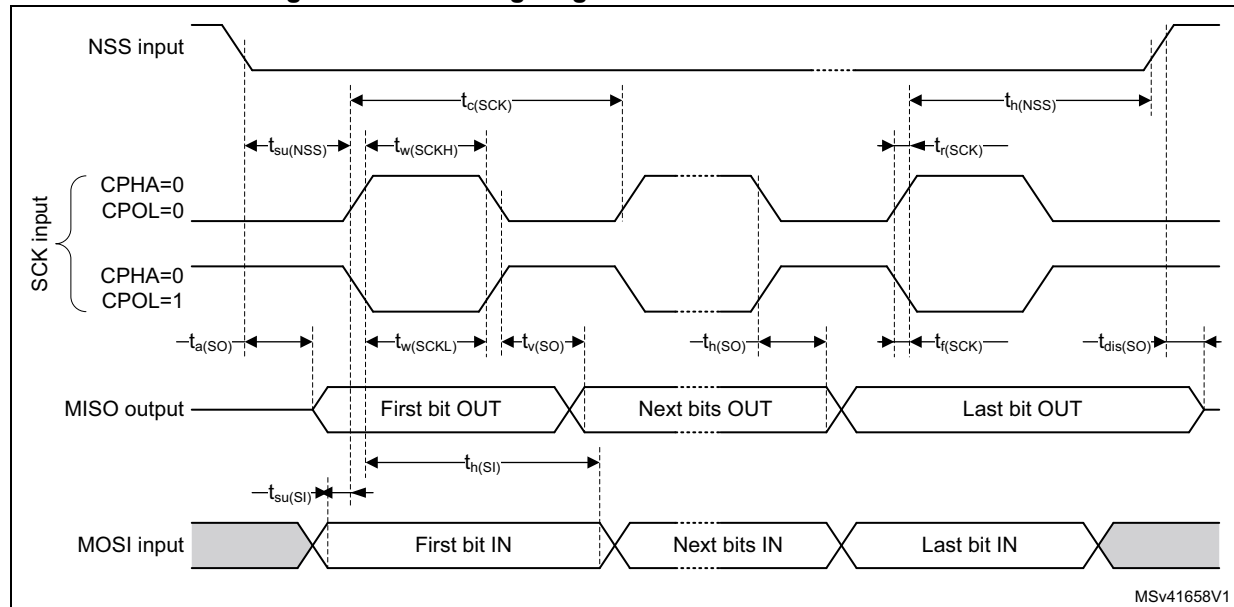 NSS input
tc(SCK)
th(NSS)
tsu(NSS)
tw(SCKH)
tr(SCK)
SCK input
CPHA=0
CPOL=0
CPHA=0
CPOL=1
ta(SO)
tw(SCKL)
tv(SO)
th(SO)
tf(SCK)
tdis(SO)
MISO output
First bit OUT
Next bits OUT
Last bit OUT
th(SI)
tsu(SI)
MOSI input
First bit IN
Next bits IN
Last bit IN
MSv41658V1